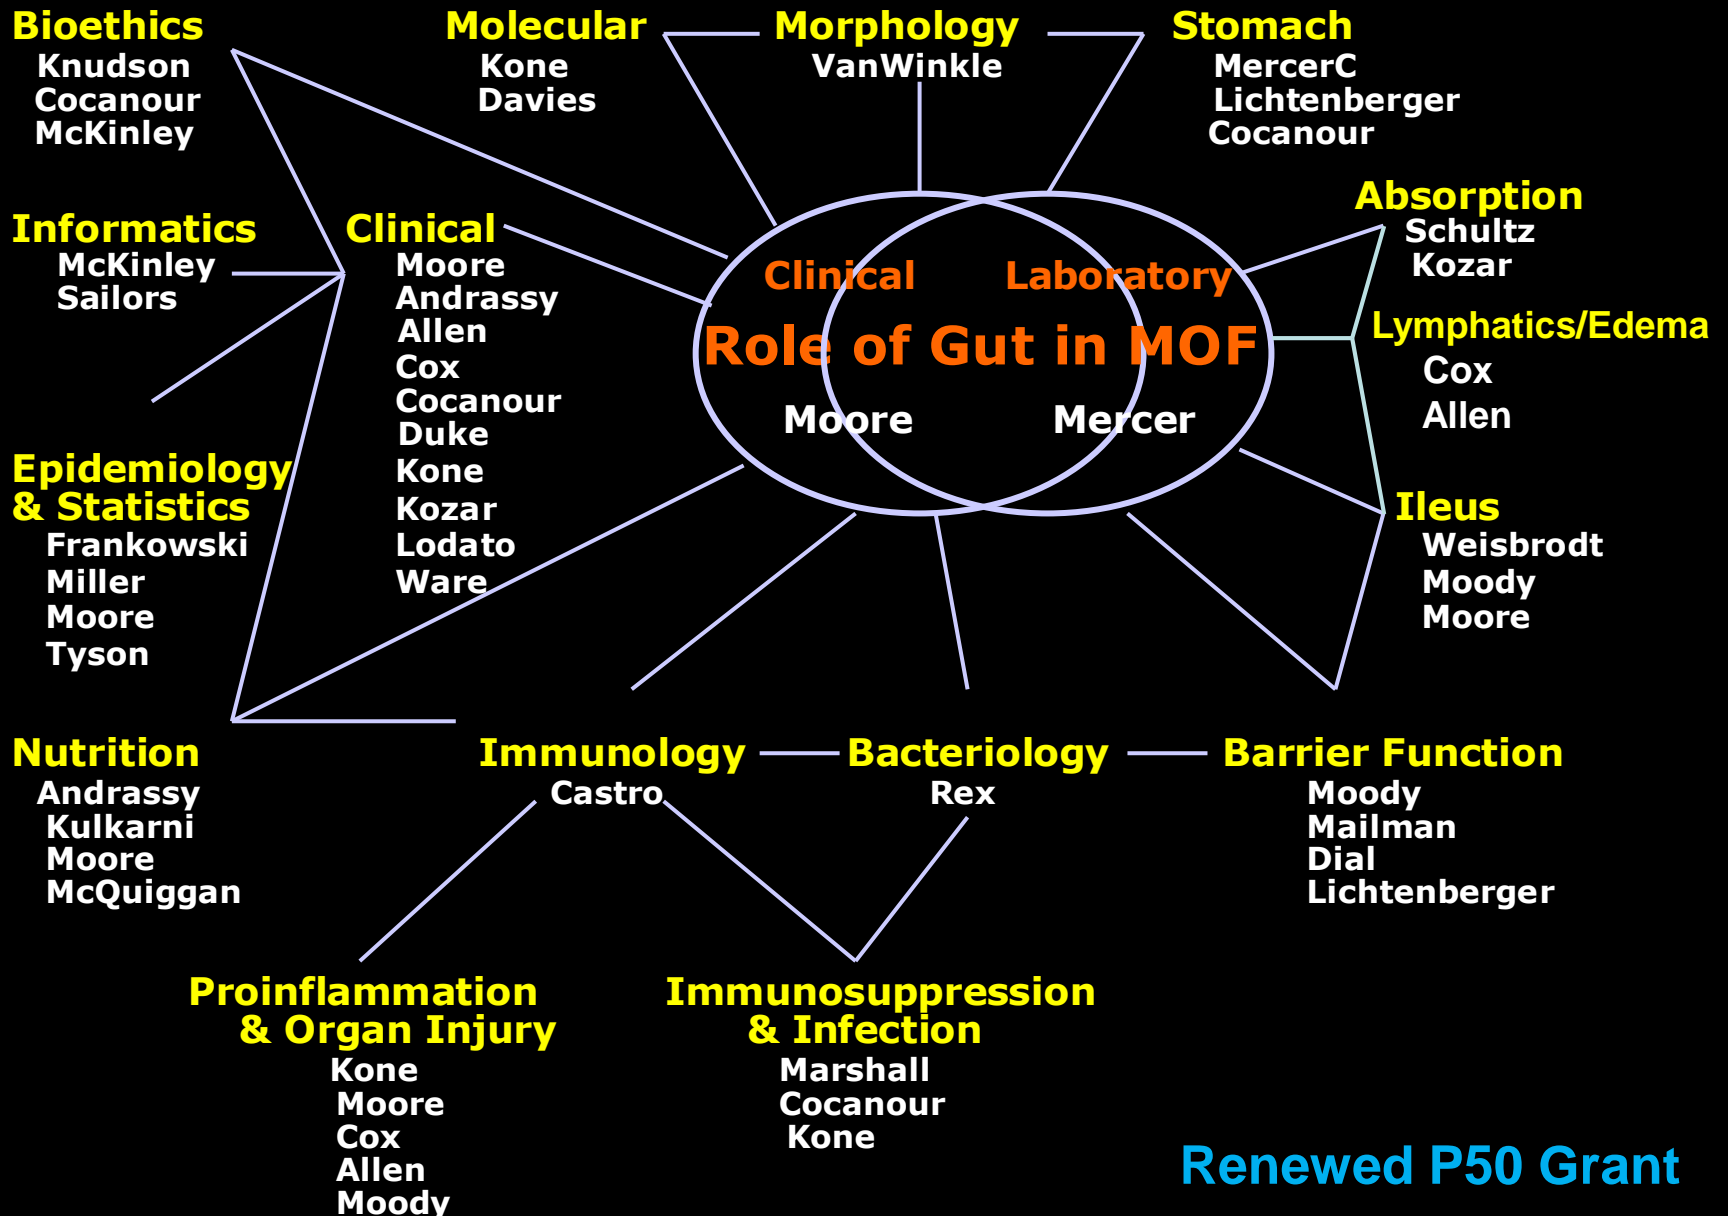 Bioethics
Knudson
Cocanour
McKinley
Molecular
Kone
Davies
Morphology
VanWinkle
Stomach
MercerC
Lichtenberger
Cocanour
Informatics
McKinley
Sailors
Clinical
Moore
Andrassy
Allen
Cox
Cocanour
Duke
Kone
Kozar
Lodato
Ware
Clinical Laboratory
Role of Gut in MOF
Moore Mercer
Absorption
Schultz
Kozar
Lymphatics/Edema
Cox
Allen
Epidemiology
& Statistics
Frankowski
Miller
Moore
Tyson
Ileus
Weisbrodt
Moody
Moore
Nutrition
Andrassy
Kulkarni
Moore
McQuiggan
Immunology
Castro
Bacteriology
Rex
Barrier Function
Moody
Mailman
Dial
Lichtenberger
Proinflammation
& Organ Injury
Kone
Moore
Cox
Allen
Moody
Immunosuppression
& Infection
Marshall
Cocanour
Kone
Renewed P50 Grant